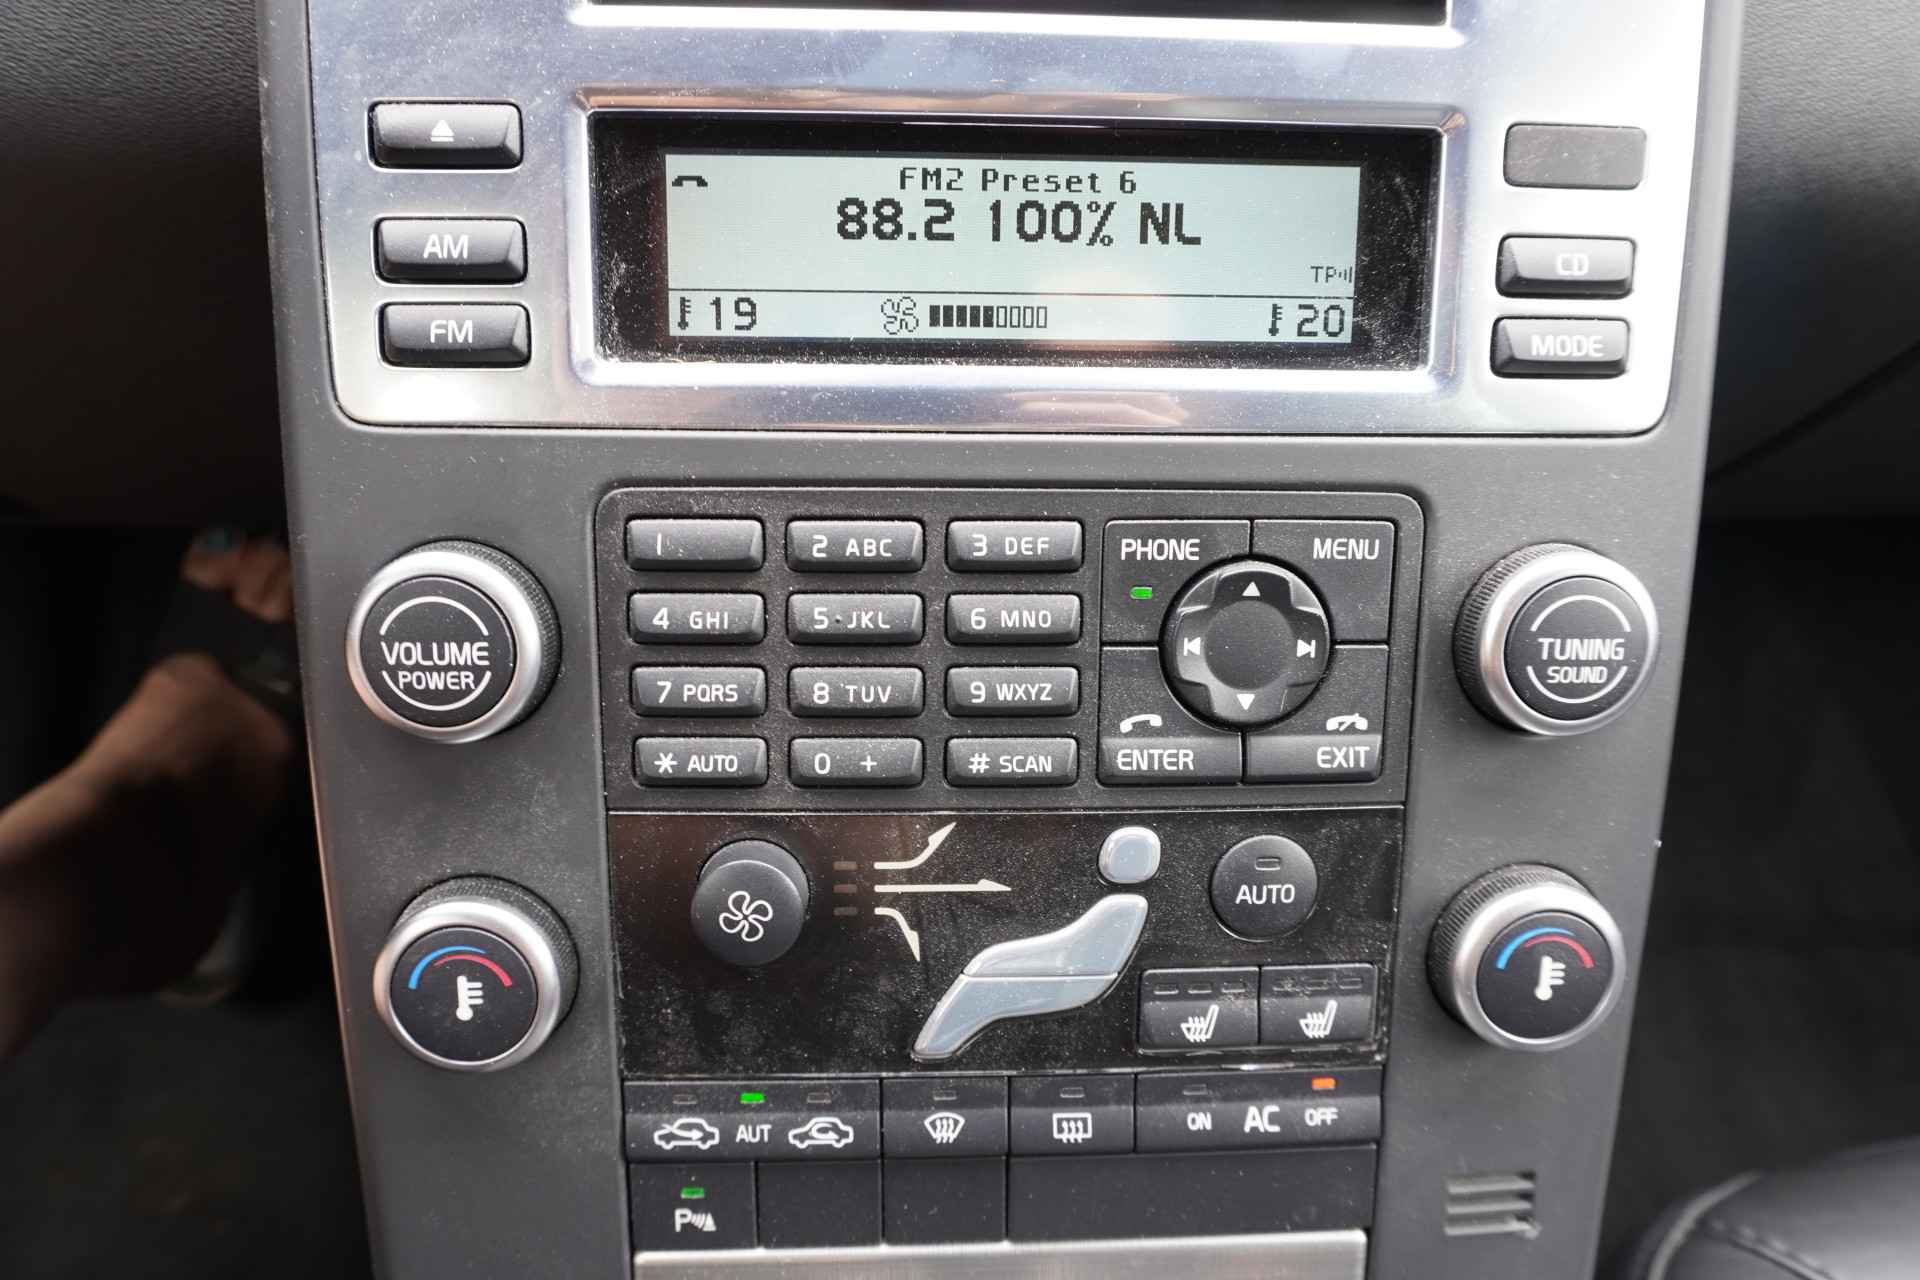 FM2 Preset 6
88.2 100% NL
TP
19 20
AM
FM
CD
MODE
VOLUME
POWER
1 2 ABC 3 DEF
4 GHI 5 JKL 6 MNO
7 PQRS 8 TUV 9 WXYZ
* AUTO 0 + # SCAN
PHONE MENU
ENTER EXIT
TUNING
SOUND
AUTO
AUT ON AC OFF
P